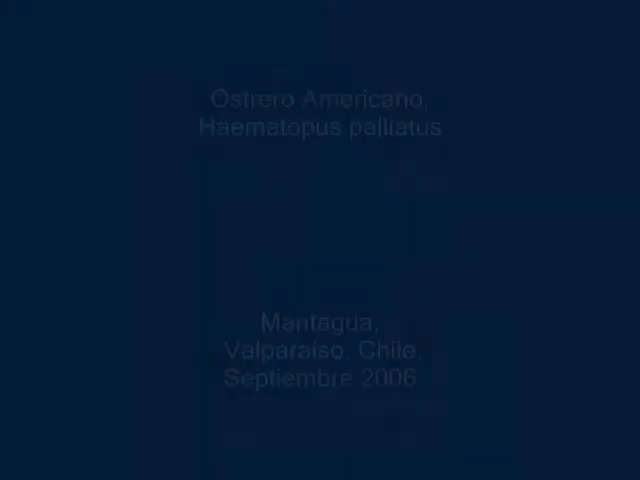 Ostrero Americano,
Haematopus palliatus
Mantagua,
Valparaíso, Chile
Septiembre 2006